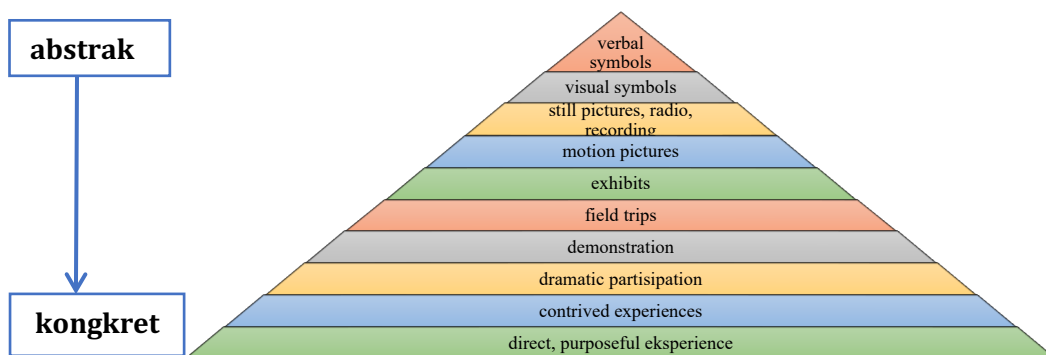 abstrak
kongkret
verbal
symbols
visual symbols
still pictures, radio,
recording
motion pictures
exhibits
field trips
demonstration
dramatic partisipation
contrived experiences
direct, purposeful eksperience